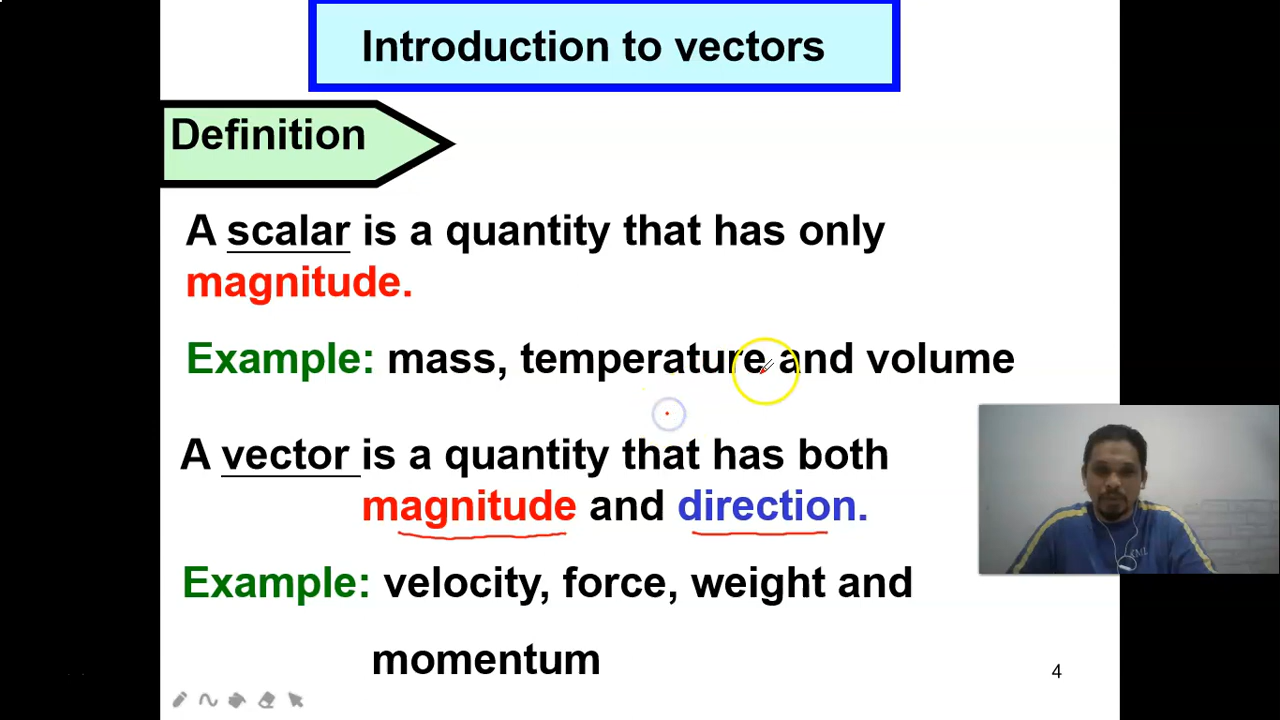 Introduction to vectors
Definition
A scalar is a quantity that has only
magnitude.
Example: mass, temperature and volume
A vector is a quantity that has both
magnitude and direction.
Example: velocity, force, weight and
momentum
4